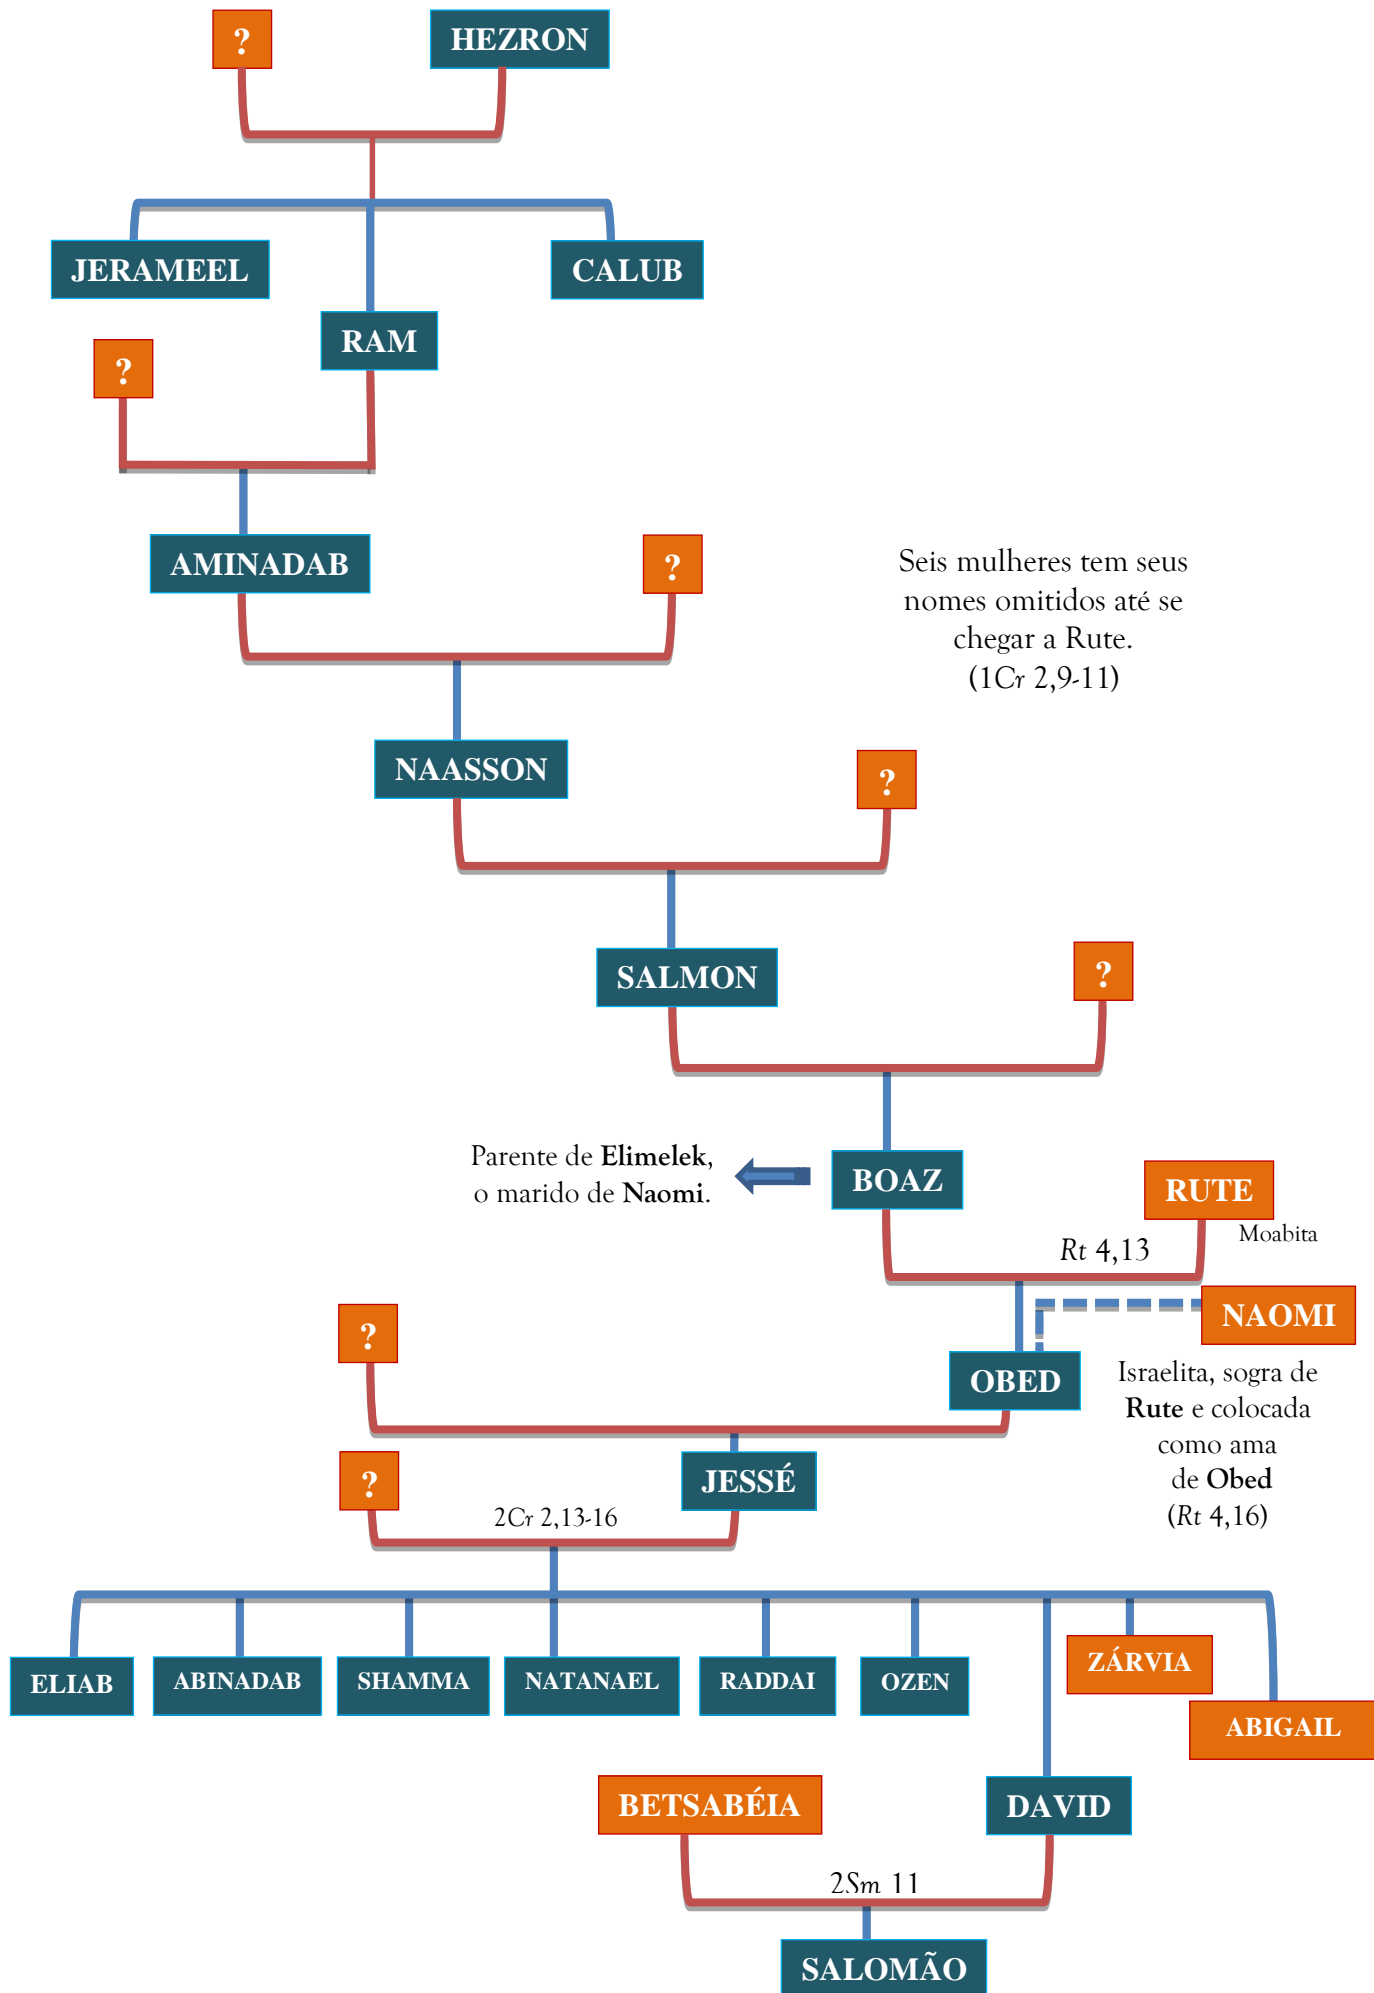 ?
HEZRON
JERAMEEL
CALUB
RAM
?
AMINADAB
?
Seis mulheres tem seus
nomes omitidos até se
chegar a Rute.
(1Cr 2,9-11)
NAASSON
?
SALMON
?
Parente de Elimelek,
o marido de Naomi.
BOAZ
RUTE
Moabita
Rt 4,13
NAOMI
?
OBED
Israelita, sogra de
Rute e colocada
como ama
de Obed
(Rt 4,16)
?
JESSÉ
2Cr 2,13-16
ELIAB
ABINADAB
SHAMMA
NATANAEL
RADDAI
OZEN
ZÁRVIA
ABIGAIL
BETSABÉIA
DAVID
2Sm 11
SALOMÃO